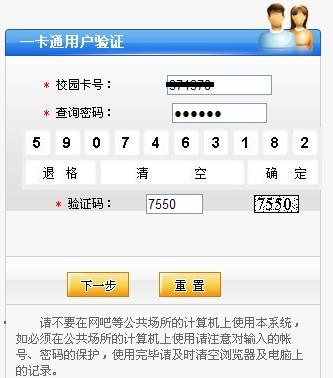 一卡通用户验证
* 校园卡号：
* 查询密码： ●●●●●●
5 9 0 7 4 6 3 1 8 2
退 格 清 空 确 定
* 验证码： 7550 7550
下一步 重 置
请不要在网吧等公共场所的计算机上使用本系统，
如必须在公共场所的计算机上使用请注意对输入的帐
号、密码的保护，使用完毕请及时清空浏览器及电脑上
的记录。